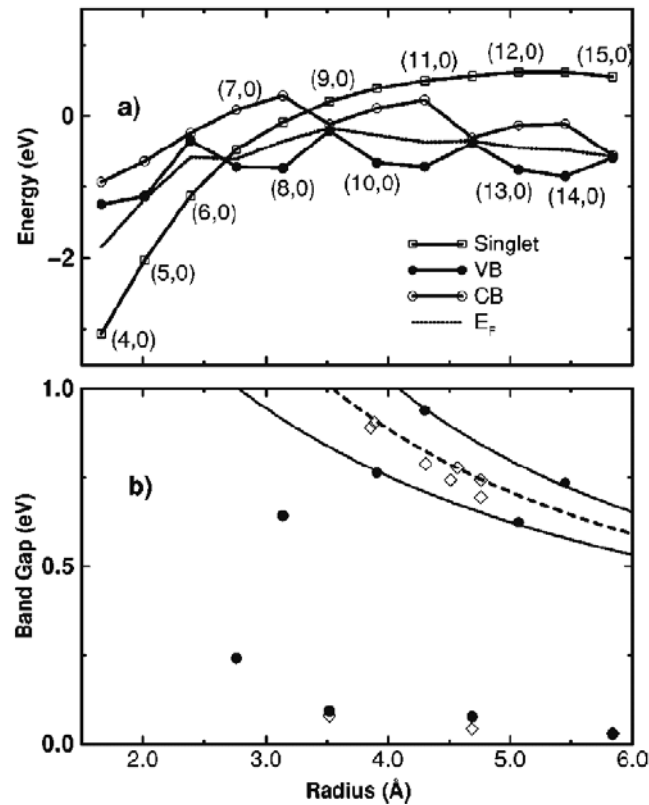 a)
Energy (eV)
0
−2
(4,0)
(5,0)
(6,0)
(7,0)
(8,0)
(9,0)
(10,0)
(11,0)
(12,0)
(13,0)
(14,0)
(15,0)
Singlet
VB
CB
E_F
b)
Band Gap (eV)
1.0
0.5
0.0
2.0 3.0 4.0 5.0 6.0
Radius (Å)